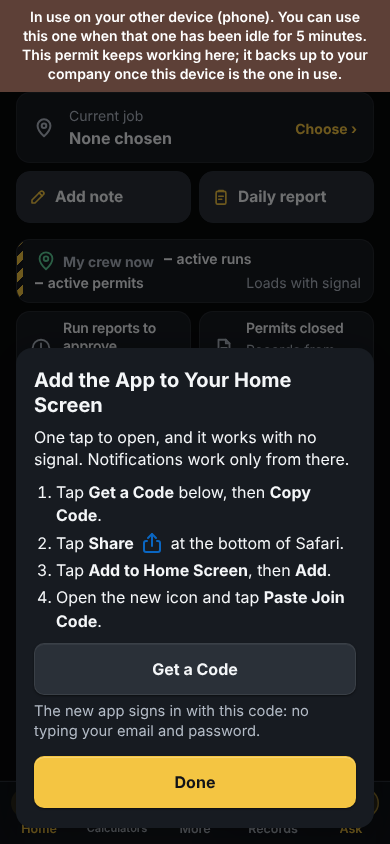 In use on your other device (phone). You can use
this one when that one has been idle for 5 minutes.
This permit keeps working here; it backs up to your
company once this device is the one in use.
Current job
None chosen
Choose ›
Add note
Daily report
My crew now – active runs
– active permits
Loads with signal
Run reports to
approve
Permits closed
Records from
Add the App to Your Home
Screen
One tap to open, and it works with no
signal. Notifications work only from there.
1. Tap Get a Code below, then Copy
Code.
2. Tap Share at the bottom of Safari.
3. Tap Add to Home Screen, then Add.
4. Open the new icon and tap Paste Join
Code.
Get a Code
The new app signs in with this code: no
typing your email and password.
Done
Home
Calculators
More
Records
Ask